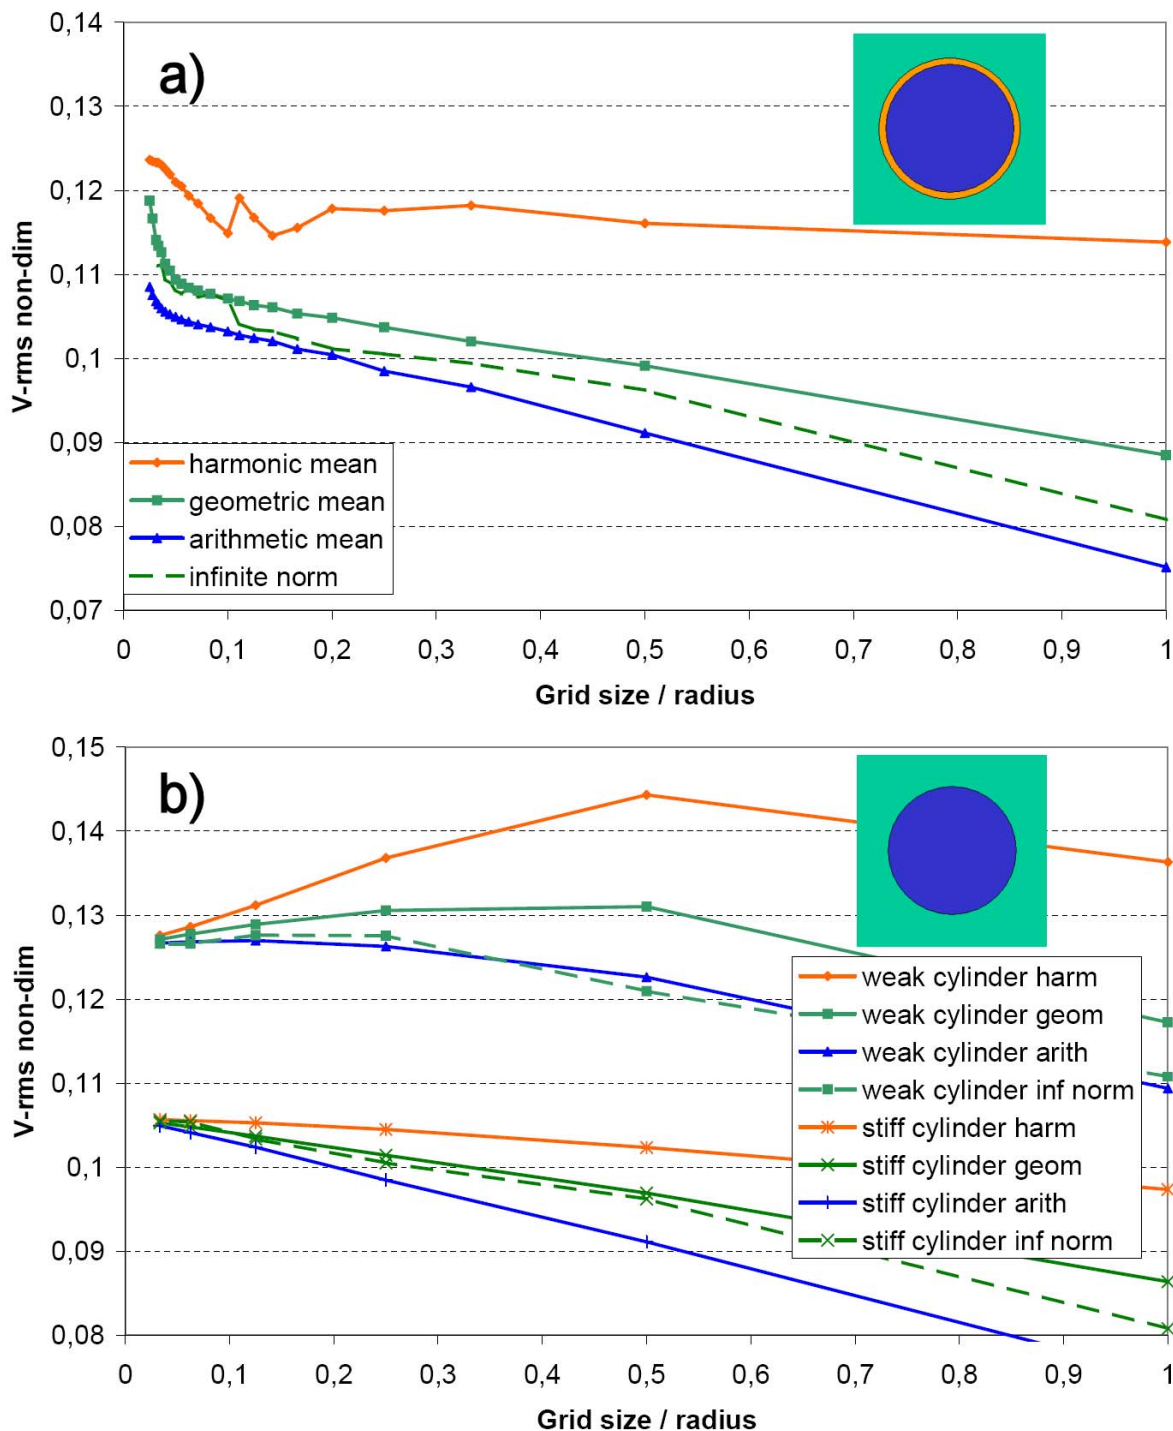 a)
0,14
0,13
0,12
0,11
0,1
0,09
0,08
0,07
V-rms non-dim
harmonic mean
geometric mean
arithmetic mean
infinite norm
0 0,1 0,2 0,3 0,4 0,5 0,6 0,7 0,8 0,9 1
Grid size / radius
b)
0,15
0,14
0,13
0,12
0,11
0,1
0,09
0,08
V-rms non-dim
weak cylinder harm
weak cylinder geom
weak cylinder arith
weak cylinder inf norm
stiff cylinder harm
stiff cylinder geom
stiff cylinder arith
stiff cylinder inf norm
0 0,1 0,2 0,3 0,4 0,5 0,6 0,7 0,8 0,9 1
Grid size / radius